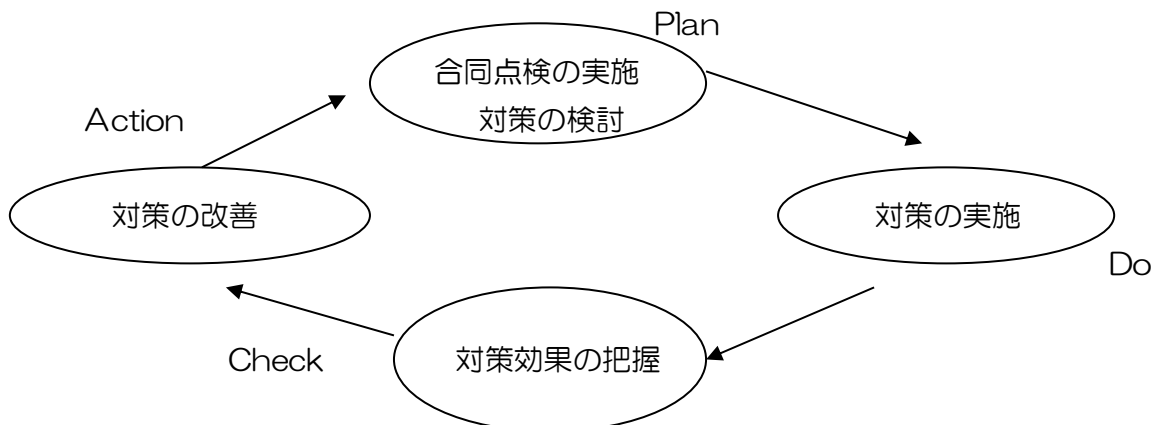 Plan
合同点検の実施
対策の検討
Action
対策の改善
対策の実施
Do
対策効果の把握
Check